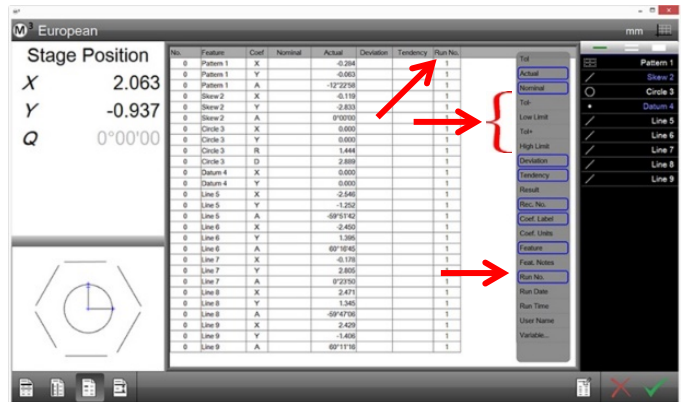 M³ European mm
Stage Position
X 2.063
Y -0.937
Q 0°00'00
No. Feature Coef Nominal Actual Deviation Tendency Run No.
0 Pattern 1 X -0.284 1
0 Pattern 1 Y -0.063 1
0 Pattern 1 A -12°22'58 1
0 Skew 2 X -0.119 1
0 Skew 2 Y -2.833 1
0 Skew 2 A 0°00'00 1
0 Circle 3 X 0.000 1
0 Circle 3 Y 0.000 1
0 Circle 3 R 1.444 1
0 Circle 3 D 2.889 1
0 Datum 4 X 0.000 1
0 Datum 4 Y 0.000 1
0 Line 5 X -2.546 1
0 Line 5 Y -1.252 1
0 Line 5 A -59°51'42 1
0 Line 6 X -2.450 1
0 Line 6 Y 1.395 1
0 Line 6 A 60°16'45 1
0 Line 7 X -0.178 1
0 Line 7 Y 2.805 1
0 Line 7 A 0°23'50 1
0 Line 8 X 2.471 1
0 Line 8 Y 1.345 1
0 Line 8 A -59°47'06 1
0 Line 9 X 2.429 1
0 Line 9 Y -1.406 1
0 Line 9 A 60°11'16 1
Tol
Actual
Nominal
Tol-
Low Limit
Tol+
High Limit
Deviation
Tendency
Result
Rec. No.
Coef. Label
Coef. Units
Feature
Feat. Notes
Run No.
Run Date
Run Time
User Name
Variable...
Pattern 1
Skew 2
Circle 3
Datum 4
Line 5
Line 6
Line 7
Line 8
Line 9